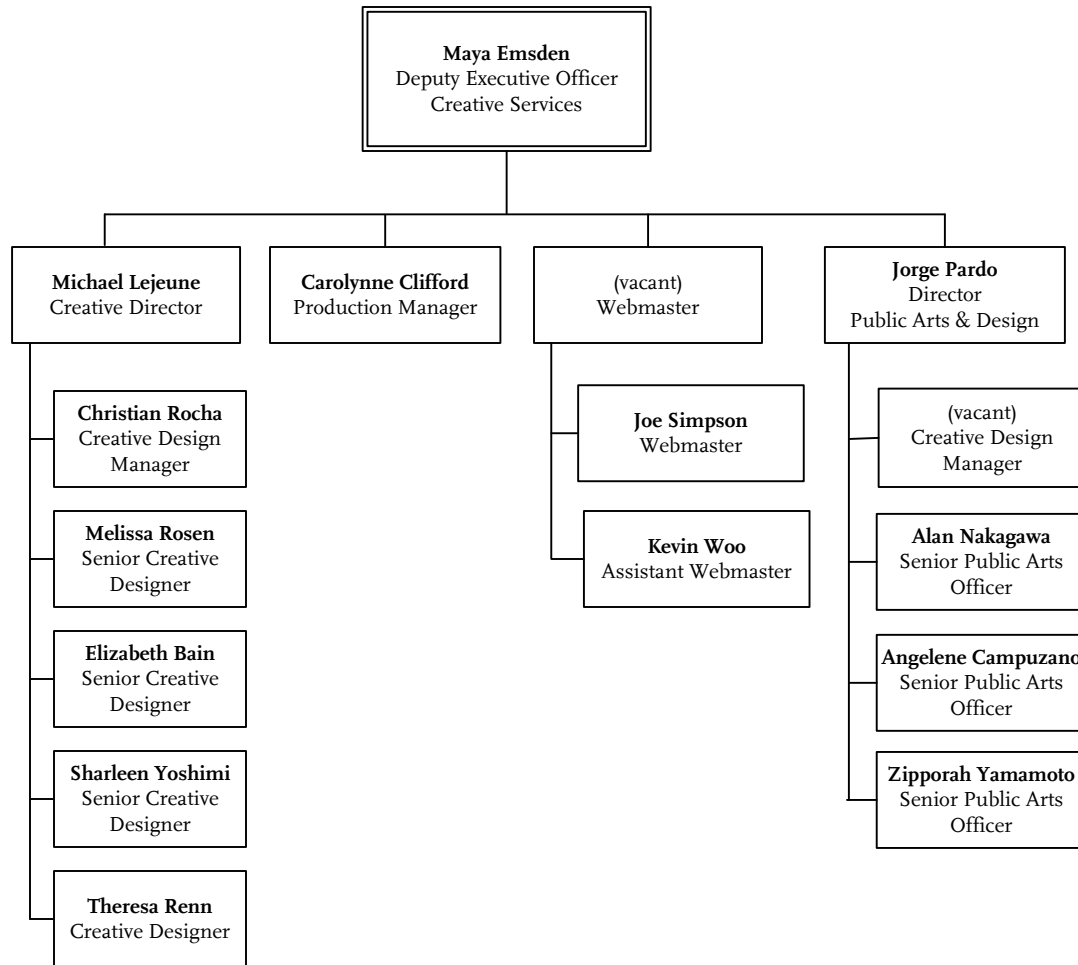 Maya Emsden
Deputy Executive Officer
Creative Services
Michael Lejeune
Creative Director
Carolynne Clifford
Production Manager
(vacant)
Webmaster
Jorge Pardo
Director
Public Arts & Design
Christian Rocha
Creative Design
Manager
Melissa Rosen
Senior Creative
Designer
Elizabeth Bain
Senior Creative
Designer
Sharleen Yoshimi
Senior Creative
Designer
Theresa Renn
Creative Designer
Joe Simpson
Webmaster
Kevin Woo
Assistant Webmaster
(vacant)
Creative Design
Manager
Alan Nakagawa
Senior Public Arts
Officer
Angelene Campuzano
Senior Public Arts
Officer
Zipporah Yamamoto
Senior Public Arts
Officer